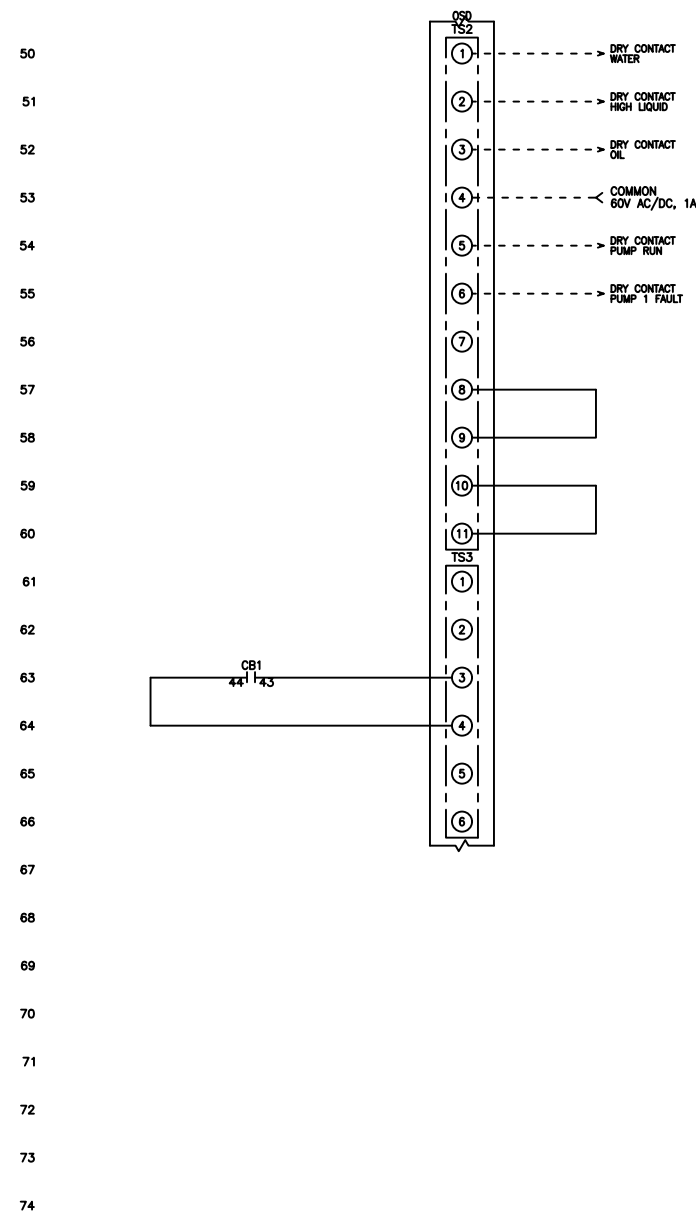 OSD
TS2
50 1 DRY CONTACT
WATER
51 2 DRY CONTACT
HIGH LIQUID
52 3 DRY CONTACT
OIL
53 4 COMMON
60V AC/DC, 1A
54 5 DRY CONTACT
PUMP RUN
55 6 DRY CONTACT
PUMP 1 FAULT
56 7
57 8
58 9
59 10
60 11
TS3
61 1
62 2
CB1
63 44 43 3
64 4
65 5
66 6
67
68
69
70
71
72
73
74